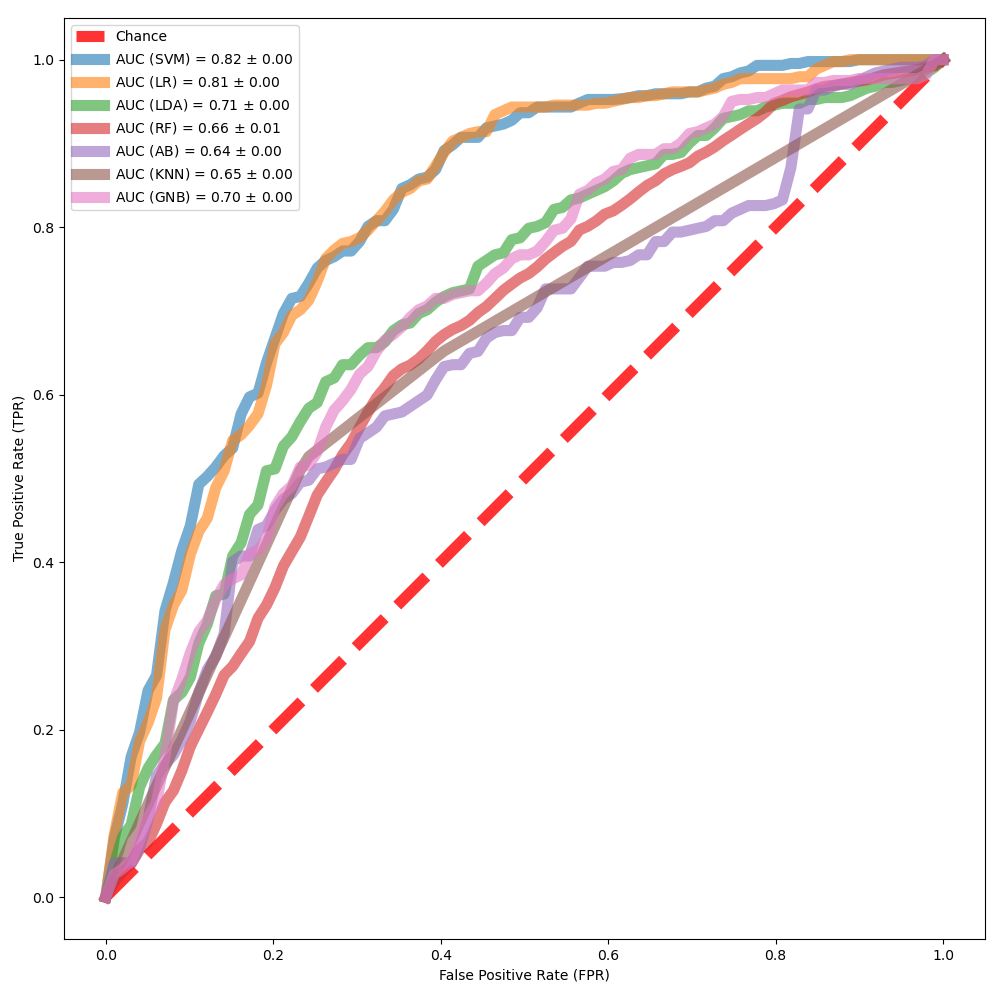 Chance
AUC (SVM) = 0.82 ± 0.00
AUC (LR) = 0.81 ± 0.00
AUC (LDA) = 0.71 ± 0.00
AUC (RF) = 0.66 ± 0.01
AUC (AB) = 0.64 ± 0.00
AUC (KNN) = 0.65 ± 0.00
AUC (GNB) = 0.70 ± 0.00
1.0
0.8
0.6
0.4
0.2
0.0
True Positive Rate (TPR)
0.0 0.2 0.4 0.6 0.8 1.0
False Positive Rate (FPR)